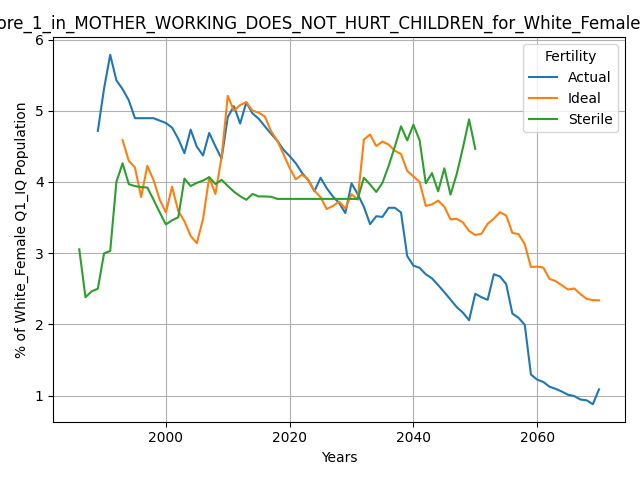 ore_1_in_MOTHER_WORKING_DOES_NOT_HURT_CHILDREN_for_White_Female
6
5
4
3
2
1
% of White_Female Q1_IQ Population
Fertility
Actual
Ideal
Sterile
2000
2020
2040
2060
Years